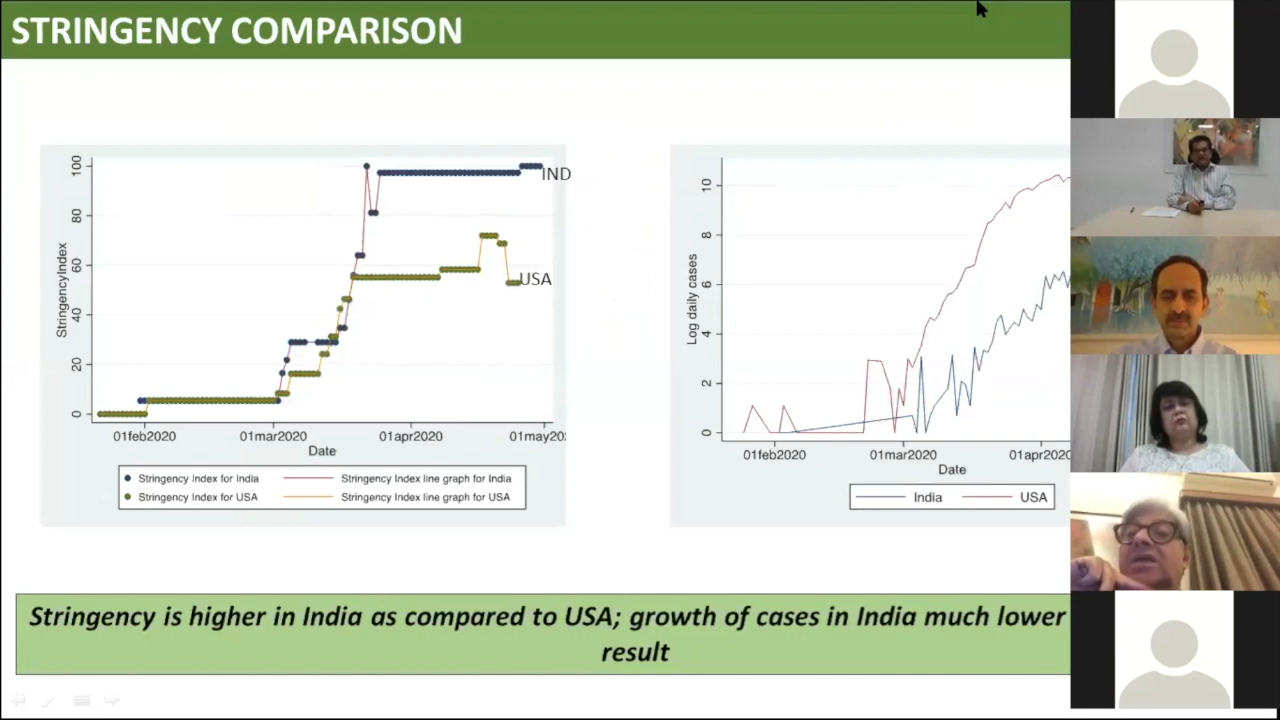 STRINGENCY COMPARISON
StringencyIndex
100
80
60
40
20
0
IND
USA
01feb2020 01mar2020 01apr2020 01may20
Date
Stringency Index for India Stringency Index line graph for India
Stringency Index for USA Stringency Index line graph for USA
Log daily cases
10
8
6
4
2
0
01feb2020 01mar2020 01apr2020
Date
India USA
Stringency is higher in India as compared to USA; growth of cases in India much lower
result